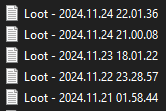 Loot - 2024.11.24 22.01.36
Loot - 2024.11.24 21.00.08
Loot - 2024.11.23 18.01.22
Loot - 2024.11.22 23.28.57
Loot - 2024.11.21 01.58.44